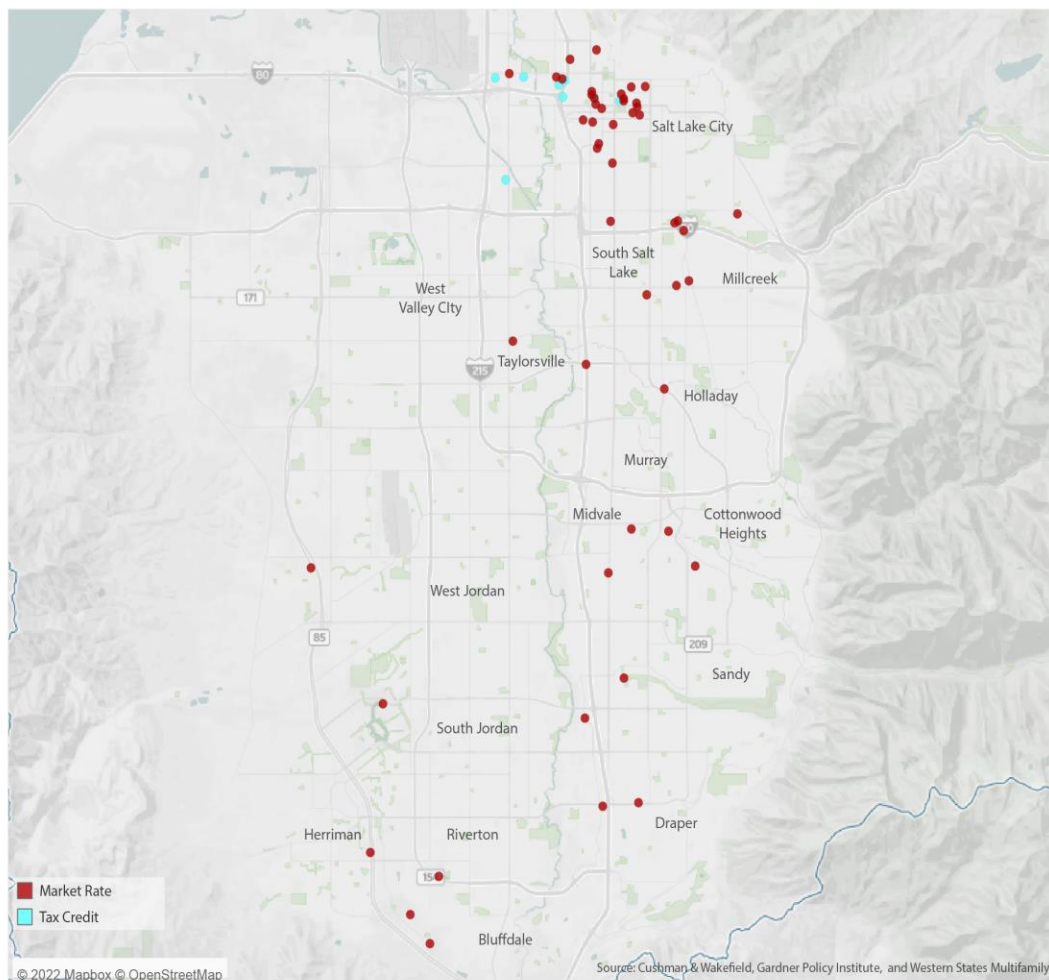 80
Salt Lake City
South Salt
Lake
Millcreek
West
Valley CIty
171
Taylorsville
215
Holladay
Murray
Midvale
Cottonwood
Heights
West Jordan
85
209
Sandy
South Jordan
Draper
Herriman
Riverton
Market Rate
Tax Credit
Bluffdale
© 2022 Mapbox © OpenStreetMap
Source: Cushman & Wakefield, Gardner Policy Institute, and Western States Multifamily